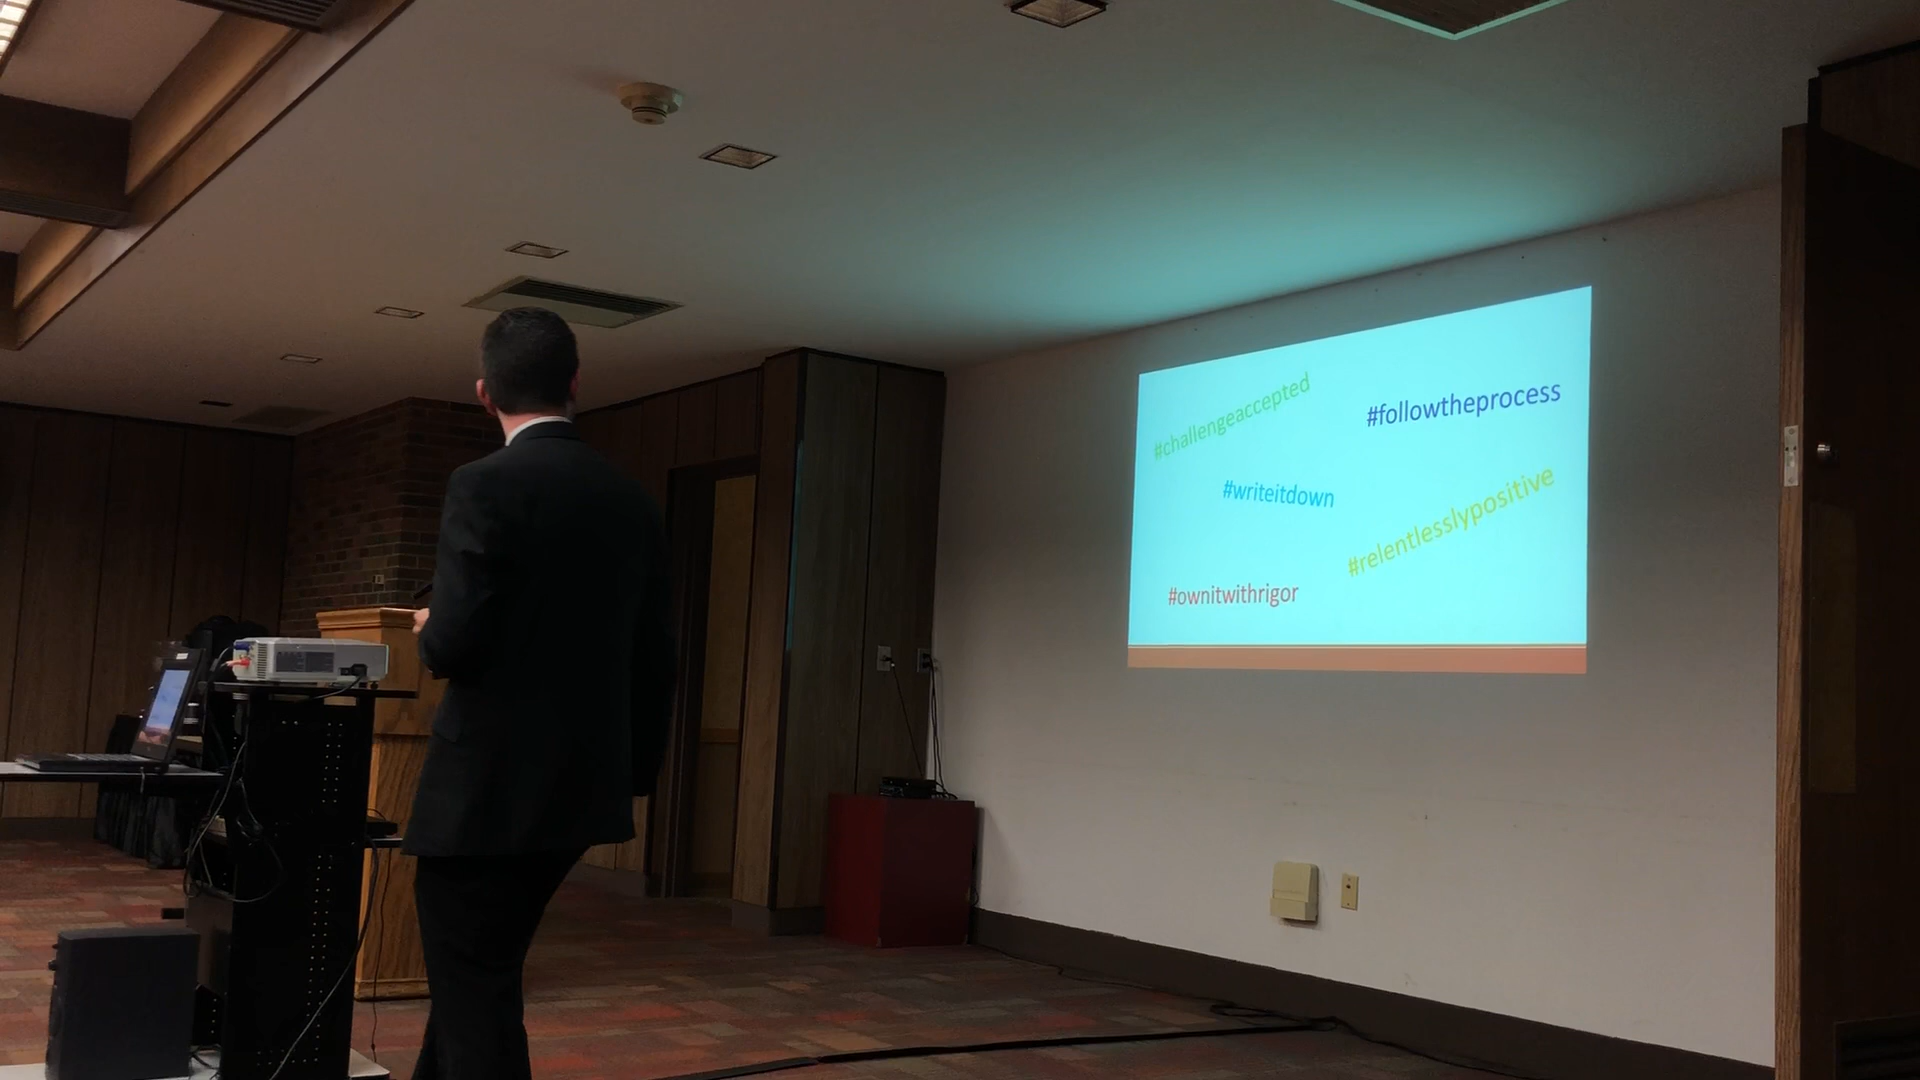 #challengeaccepted
#followtheprocess
#writeitdown
#relentlesslypositive
#ownitwithrigor